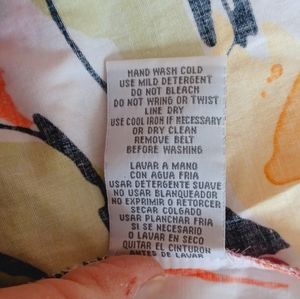 HAND WASH COLD
USE MILD DETERGENT
DO NOT BLEACH
DO NOT WRING OR TWIST
LINE DRY
USE COOL IRON IF NECESSARY
OR DRY CLEAN
REMOVE BELT
BEFORE WASHING
LAVAR A MANO
CON AGUA FRIA
USAR DETERGENTE SUAVE
NO USAR BLANQUEADOR
NO EXPRIMIR O RETORCER
SECAR COLGADO
USAR PLANCHAR FRIA
SI SE NECESARIO
O LAVAR EN SECO
QUITAR EL CINTURON
ANTES DE LAVAR